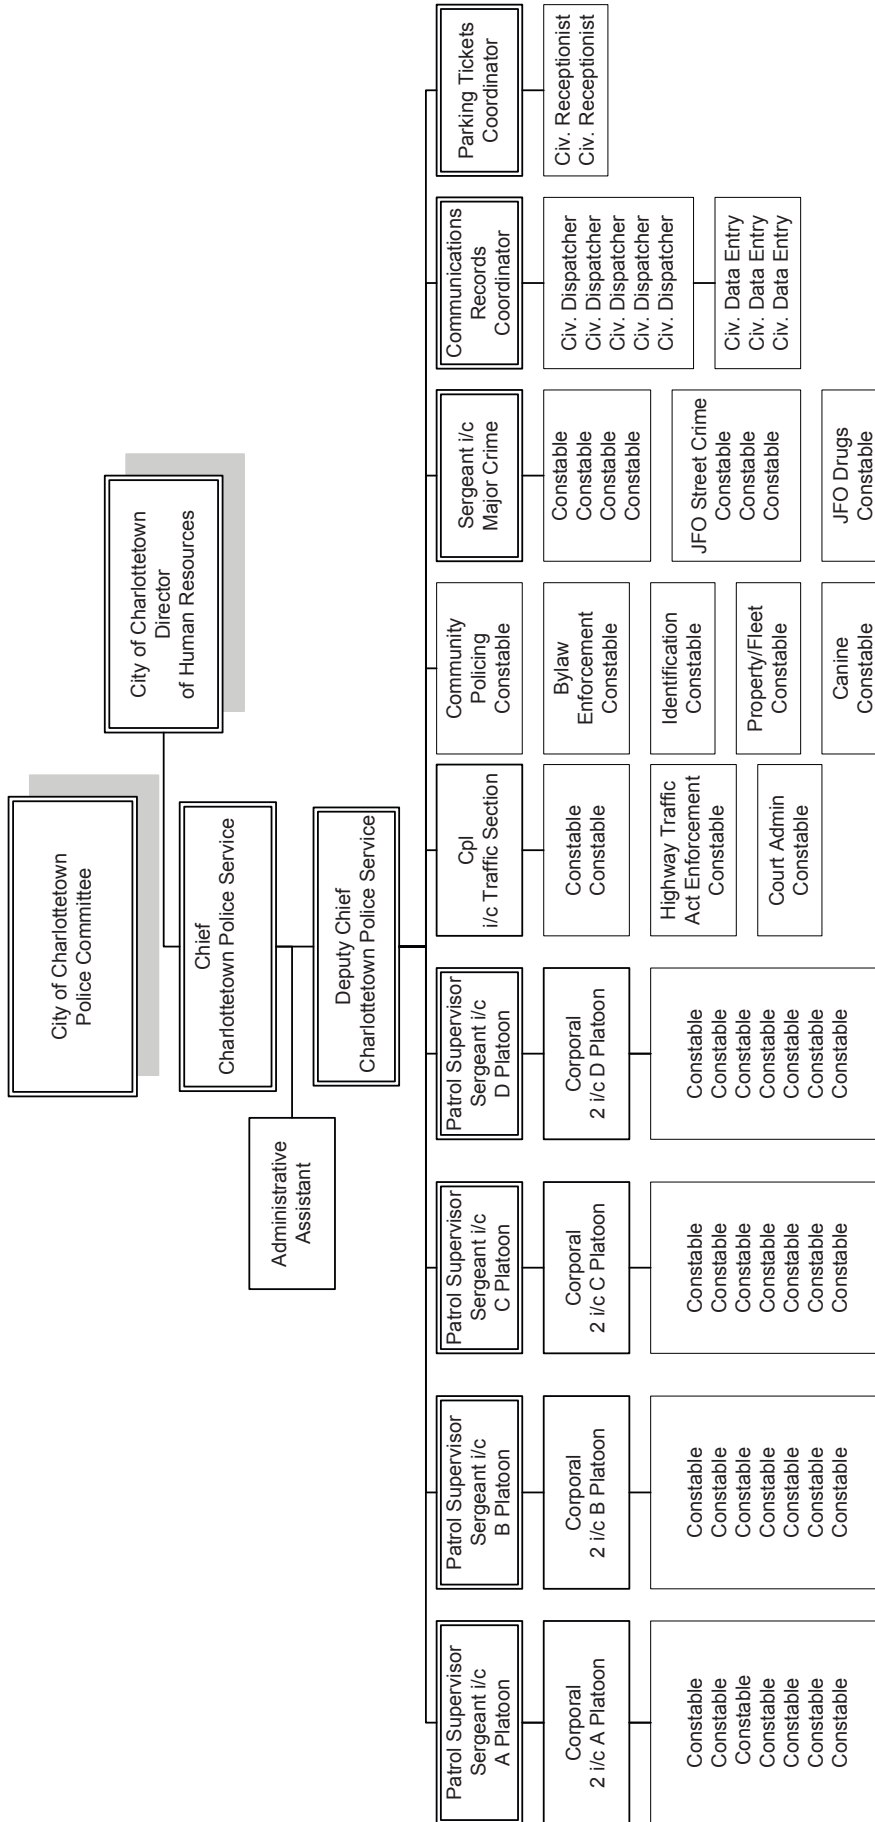 City of Charlottetown
Police Committee
City of Charlottetown
Director
of Human Resources
Chief
Charlottetown Police Service
Administrative
Assistant
Deputy Chief
Charlottetown Police Service
Patrol Supervisor
Sergeant i/c
A Platoon
Corporal
2 i/c A Platoon
Constable
Constable
Constable
Constable
Constable
Constable
Constable
Patrol Supervisor
Sergeant i/c
B Platoon
Corporal
2 i/c B Platoon
Constable
Constable
Constable
Constable
Constable
Constable
Constable
Patrol Supervisor
Sergeant i/c
C Platoon
Corporal
2 i/c C Platoon
Constable
Constable
Constable
Constable
Constable
Constable
Constable
Patrol Supervisor
Sergeant i/c
D Platoon
Corporal
2 i/c D Platoon
Constable
Constable
Constable
Constable
Constable
Constable
Constable
Cpl
i/c Traffic Section
Constable
Constable
Highway Traffic
Act Enforcement
Constable
Court Admin
Constable
Community
Policing
Constable
Bylaw
Enforcement
Constable
Identification
Constable
Property/Fleet
Constable
Canine
Constable
Sergeant i/c
Major Crime
Constable
Constable
Constable
Constable
JFO Street Crime
Constable
Constable
Constable
JFO Drugs
Constable
Communications
Records
Coordinator
Civ. Dispatcher
Civ. Dispatcher
Civ. Dispatcher
Civ. Dispatcher
Civ. Dispatcher
Civ. Data Entry
Civ. Data Entry
Civ. Data Entry
Parking Tickets
Coordinator
Civ. Receptionist
Civ. Receptionist